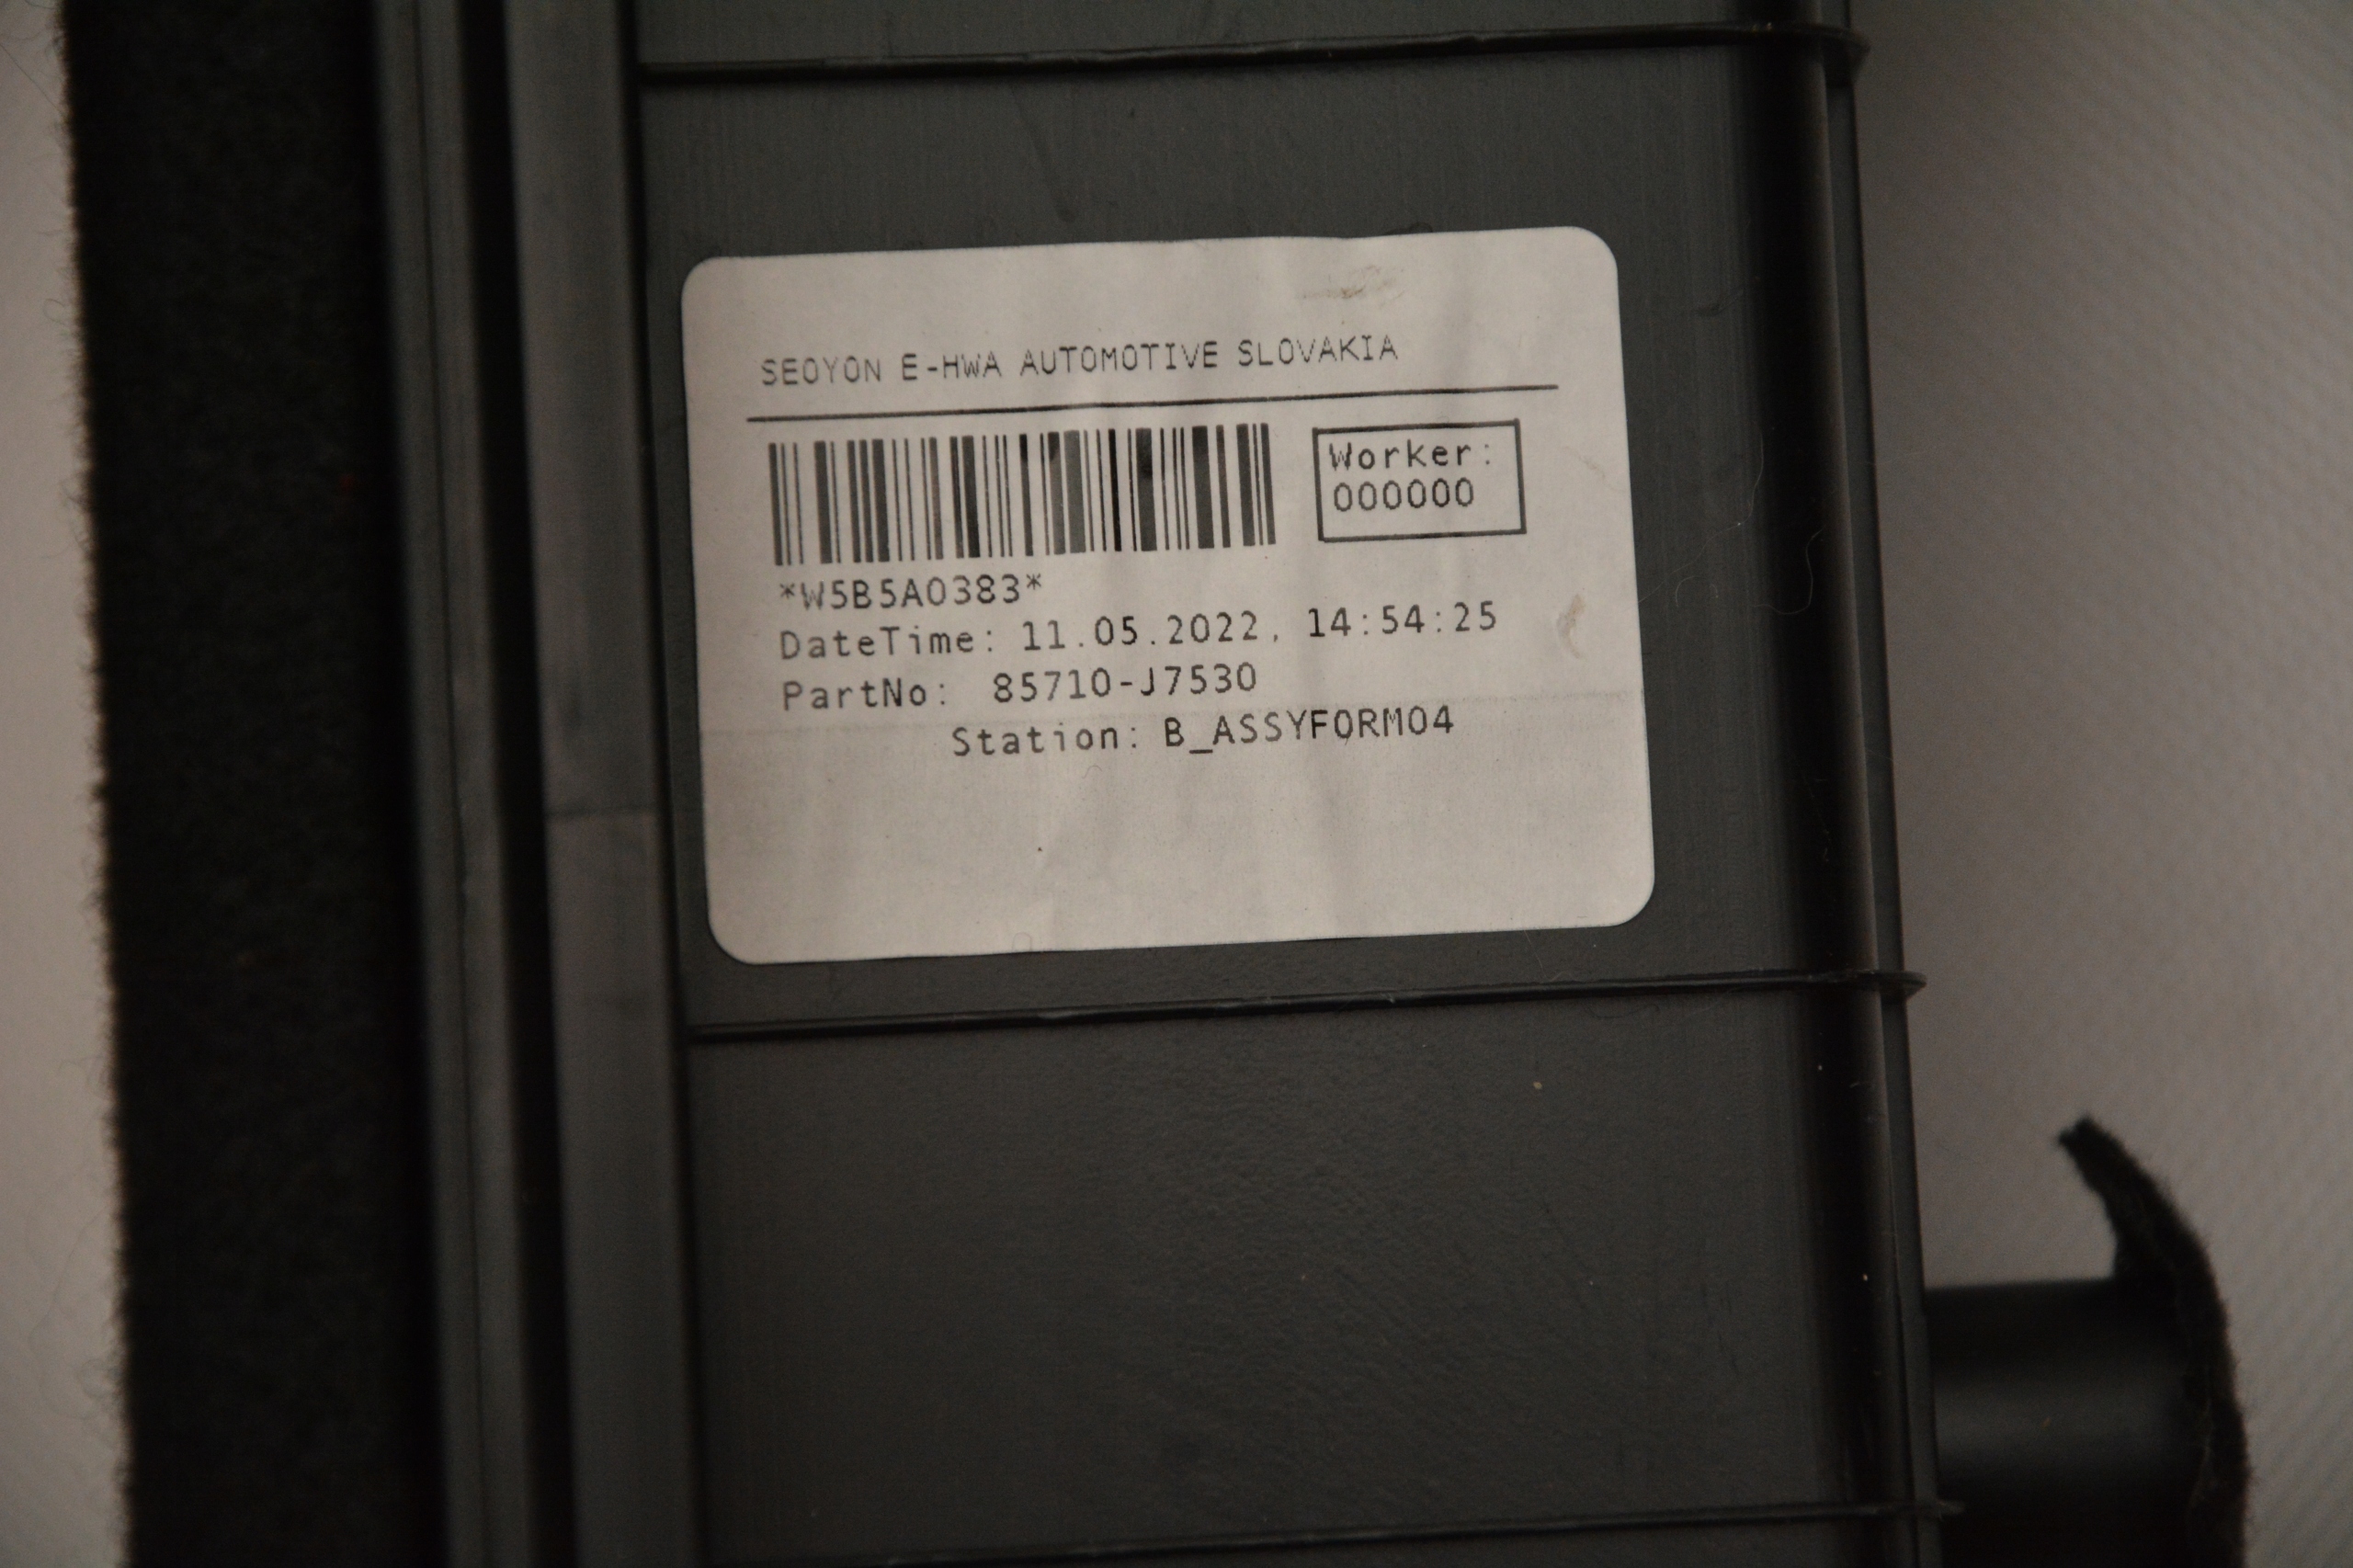 SEOYON E-HWA AUTOMOTIVE SLOVAKIA
Worker:
000000
*W5B5A0383*
DateTime: 11.05.2022, 14:54:25
PartNo: 85710-J7530
Station: B_ASSYFORM04